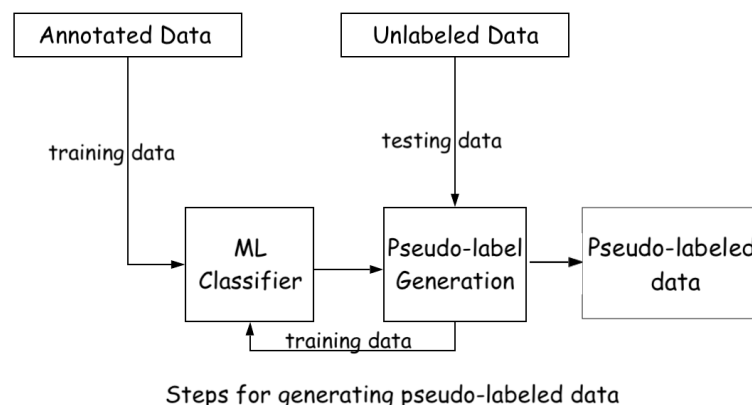 Annotated Data
Unlabeled Data
training data
testing data
ML
Classifier
Pseudo-label
Generation
Pseudo-labeled
data
training data
Steps for generating pseudo-labeled data